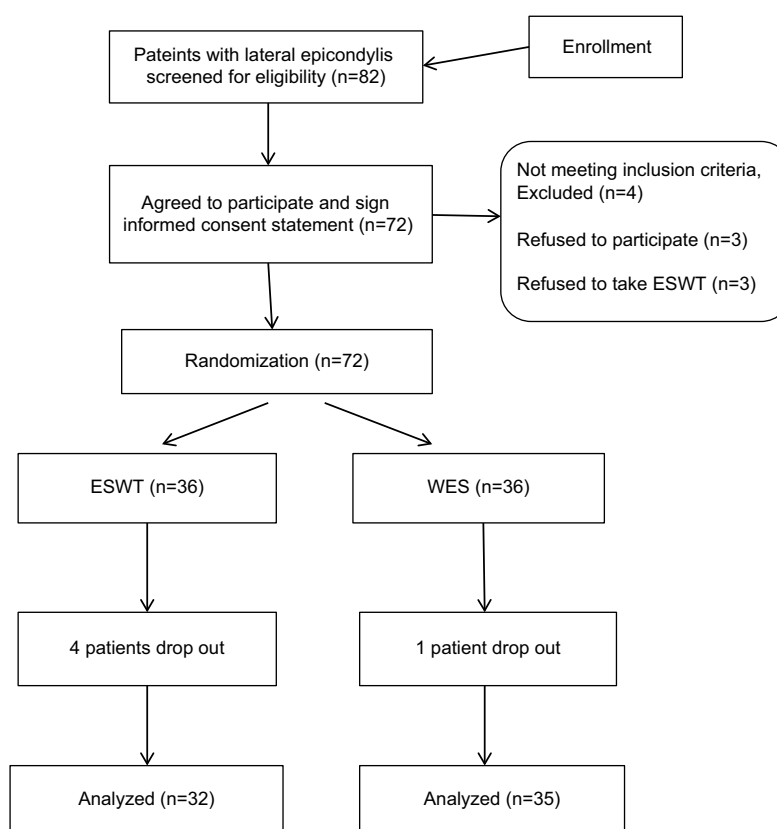 Pateints with lateral epicondylis
screened for eligibility (n=82)
Enrollment
Agreed to participate and sign
informed consent statement (n=72)
Not meeting inclusion criteria,
Excluded (n=4)
Refused to participate (n=3)
Refused to take ESWT (n=3)
Randomization (n=72)
ESWT (n=36)
WES (n=36)
4 patients drop out
1 patient drop out
Analyzed (n=32)
Analyzed (n=35)